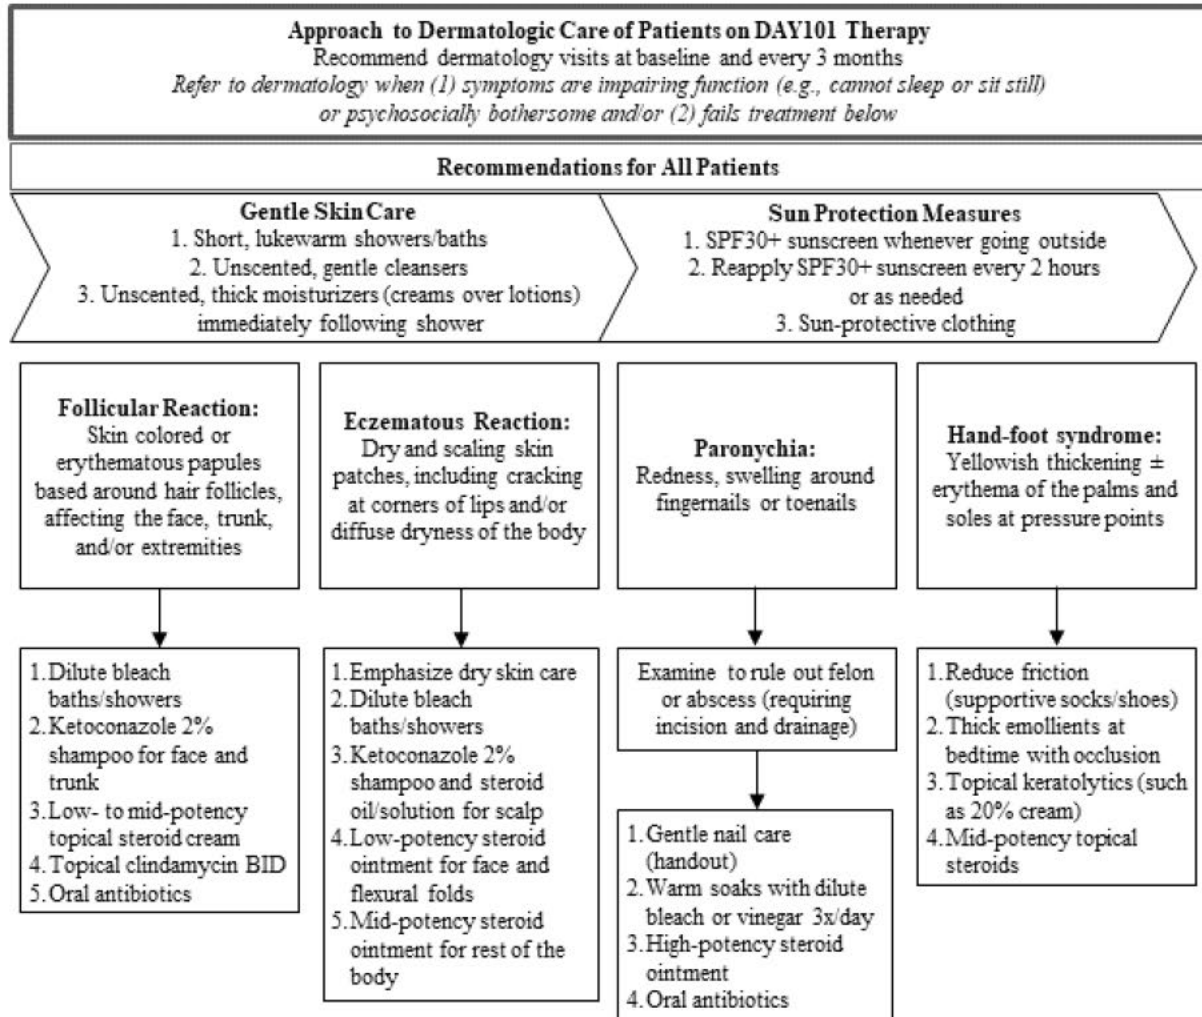 Approach to Dermatologic Care of Patients on DAY101 Therapy
Recommend dermatology visits at baseline and every 3 months
Refer to dermatology when (1) symptoms are impairing function (e.g., cannot sleep or sit still)
or psychosocially bothersome and/or (2) fails treatment below
Recommendations for All Patients
Gentle Skin Care
1. Short, lukewarm showers/baths
2. Unscented, gentle cleansers
3. Unscented, thick moisturizers (creams over lotions)
immediately following shower
Sun Protection Measures
1. SPF30+ sunscreen whenever going outside
2. Reapply SPF30+ sunscreen every 2 hours
or as needed
3. Sun-protective clothing
Follicular Reaction:
Skin colored or
erythematous papules
based around hair follicles,
affecting the face, trunk,
and/or extremities
Eczematous Reaction:
Dry and scaling skin
patches, including cracking
at corners of lips and/or
diffuse dryness of the body
Paronychia:
Redness, swelling around
fingernails or toenails
Hand-foot syndrome:
Yellowish thickening ±
erythema of the palms and
soles at pressure points
1. Dilute bleach
baths/showers
2. Ketoconazole 2%
shampoo for face and
trunk
3. Low- to mid-potency
topical steroid cream
4. Topical clindamycin BID
5. Oral antibiotics
1. Emphasize dry skin care
2. Dilute bleach
baths/showers
3. Ketoconazole 2%
shampoo and steroid
oil/solution for scalp
4. Low-potency steroid
ointment for face and
flexural folds
5. Mid-potency steroid
ointment for rest of the
body
Examine to rule out felon
or abscess (requiring
incision and drainage)
1. Gentle nail care
(handout)
2. Warm soaks with dilute
bleach or vinegar 3x/day
3. High-potency steroid
ointment
4. Oral antibiotics
1. Reduce friction
(supportive socks/shoes)
2. Thick emollients at
bedtime with occlusion
3. Topical keratolytics (such
as 20% cream)
4. Mid-potency topical
steroids